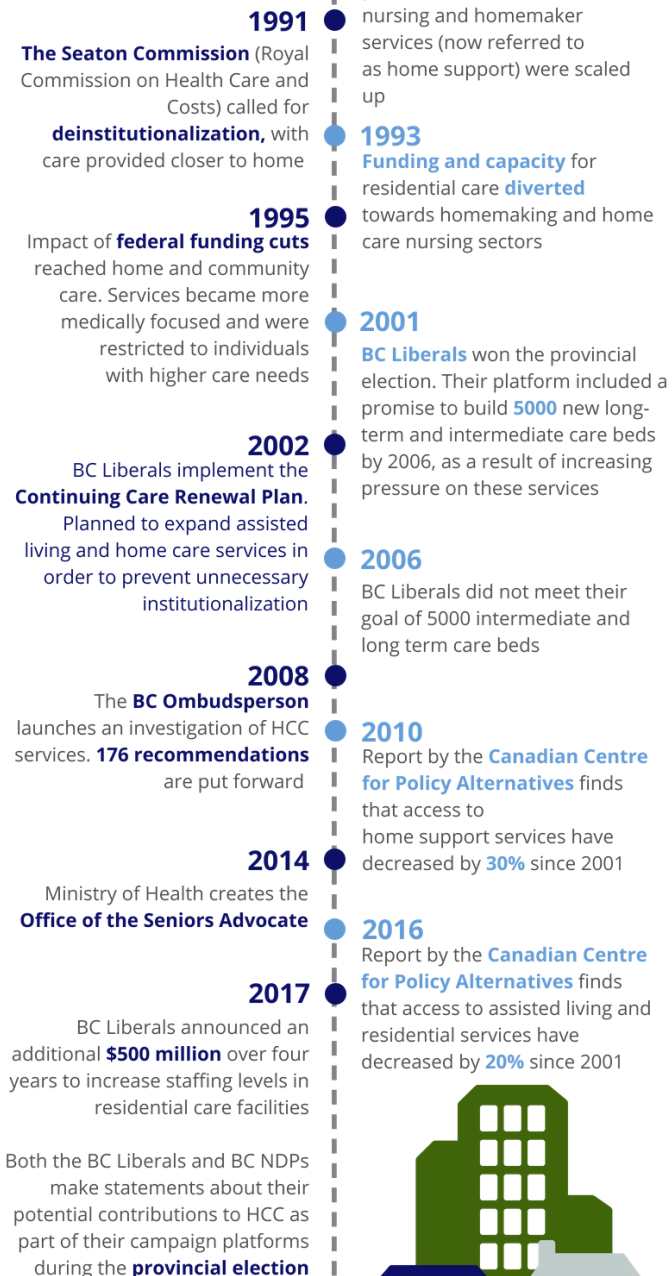 nursing and homemaker
services (now referred to
as home support) were scaled
up
1991
The Seaton Commission (Royal
Commission on Health Care and
Costs) called for
deinstitutionalization, with
care provided closer to home
1993
Funding and capacity for
residential care diverted
towards homemaking and home
care nursing sectors
1995
Impact of federal funding cuts
reached home and community
care. Services became more
medically focused and were
restricted to individuals
with higher care needs
2001
BC Liberals won the provincial
election. Their platform included a
promise to build 5000 new long-
term and intermediate care beds
by 2006, as a result of increasing
pressure on these services
2002
BC Liberals implement the
Continuing Care Renewal Plan.
Planned to expand assisted
living and home care services in
order to prevent unnecessary
institutionalization
2006
BC Liberals did not meet their
goal of 5000 intermediate and
long term care beds
2008
The BC Ombudsperson
launches an investigation of HCC
services. 176 recommendations
are put forward
2010
Report by the Canadian Centre
for Policy Alternatives finds
that access to
home support services have
decreased by 30% since 2001
2014
Ministry of Health creates the
Office of the Seniors Advocate
2016
Report by the Canadian Centre
for Policy Alternatives finds
that access to assisted living and
residential services have
decreased by 20% since 2001
2017
BC Liberals announced an
additional $500 million over four
years to increase staffing levels in
residential care facilities
Both the BC Liberals and BC NDPs
make statements about their
potential contributions to HCC as
part of their campaign platforms
during the provincial election